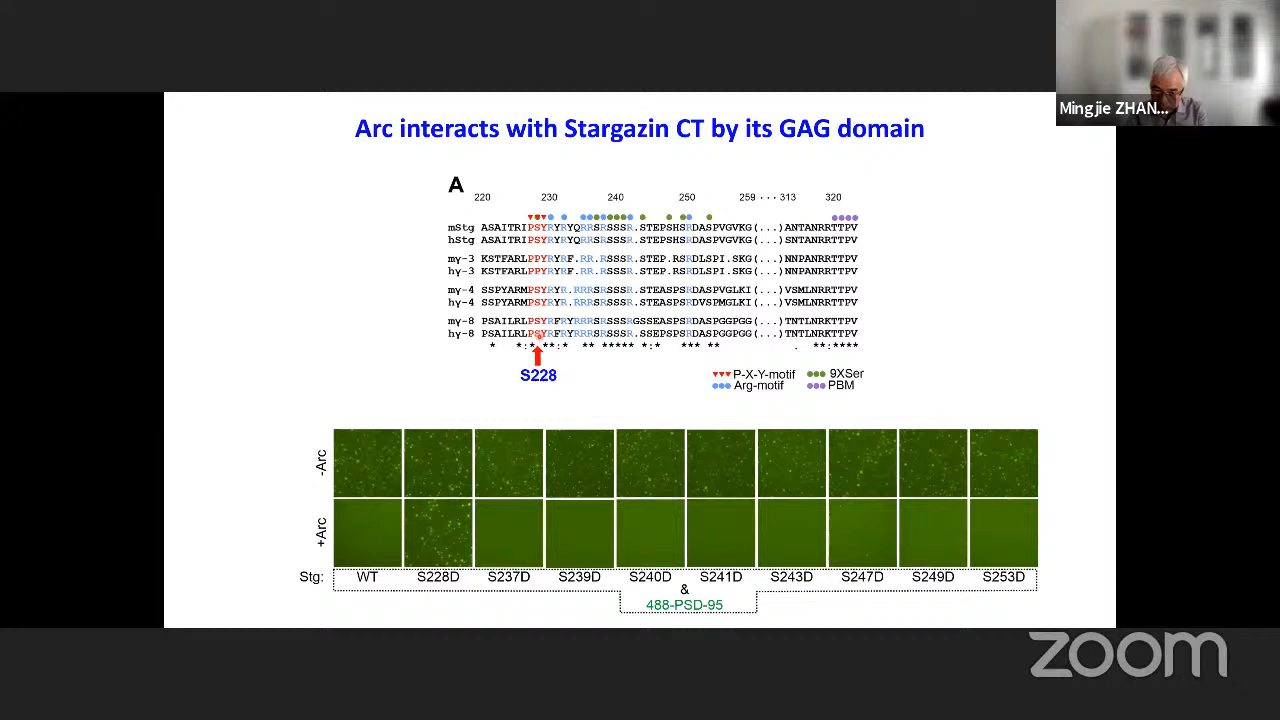 Mingjie ZHAN...
Arc interacts with Stargazin CT by its GAG domain
A
220 230 240 250 259 ··· 313 320
mStg ASAITRIPSYRYRYQRRSRSSSR.STEPSHSRDASPVGVKG(...)ANTANRRTTPV
hStg ASAITRIPSYRYRYQRRSRSSSR.STEPSHSRDASPVGVKG(...)SNTANRRTTPV
mγ-3 KSTFARLPPYRYRF.RR.RSSSR.STEP.RSRDLSPI.SKG(...)NNPANRRTTPV
hγ-3 KSTFARLPPYRYRF.RR.RSSSR.STEP.RSRDLSPI.SKG(...)NNPANRRTTPV
mγ-4 SSPYARMPSYRYR.RRRSRSSSR.STEASPSRDASPVGLKI(...)VSMLNRRTTPV
hγ-4 SSPYARMPSYRYR.RRRSRSSSR.STEASPSRDVSPMGLKI(...)VSMLNRRTTPV
mγ-8 PSAILRLPSYRFRYRRRSRSSSRGSSEASPSRDASPGGPGG(...)TNTLNRKTTPV
hγ-8 PSAILRLPSYRFRYRRRSRSSSR.SSEPSPSRDASPGGPGG(...)TNTLNRKTTPV
* *:* **:* ** ***** *:* *** ** . **:****
S228
P-X-Y-motif 9XSer
Arg-motif PBM
-Arc
+Arc
Stg: WT S228D S237D S239D S240D S241D S243D S247D S249D S253D
&
488-PSD-95
zoom